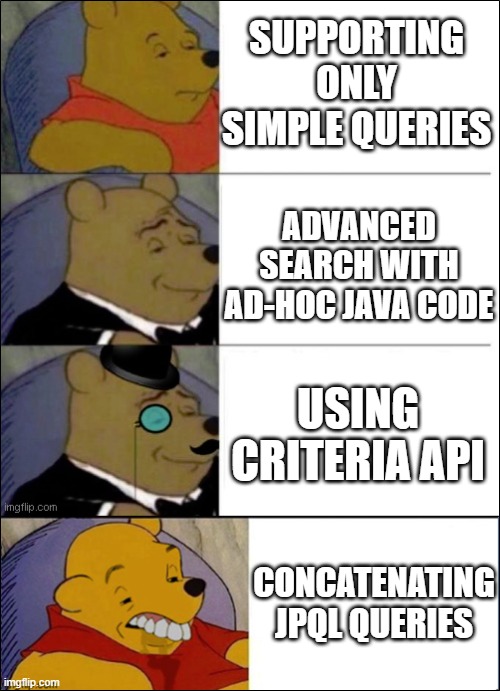 SUPPORTING
ONLY
SIMPLE QUERIES
ADVANCED
SEARCH WITH
AD-HOC JAVA CODE
USING
CRITERIA API
imgflip.com
CONCATENATING
JPQL QUERIES
imgflip.com